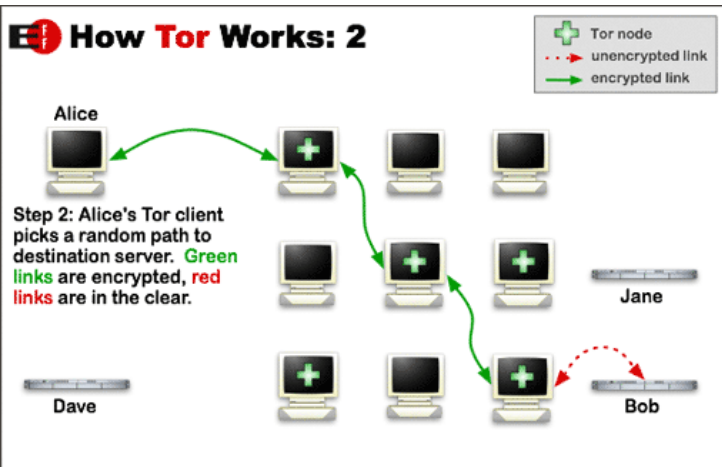 EFF How Tor Works: 2
Tor node
unencrypted link
encrypted link
Alice
Step 2: Alice's Tor client
picks a random path to
destination server. Green
links are encrypted, red
links are in the clear.
Jane
Dave
Bob